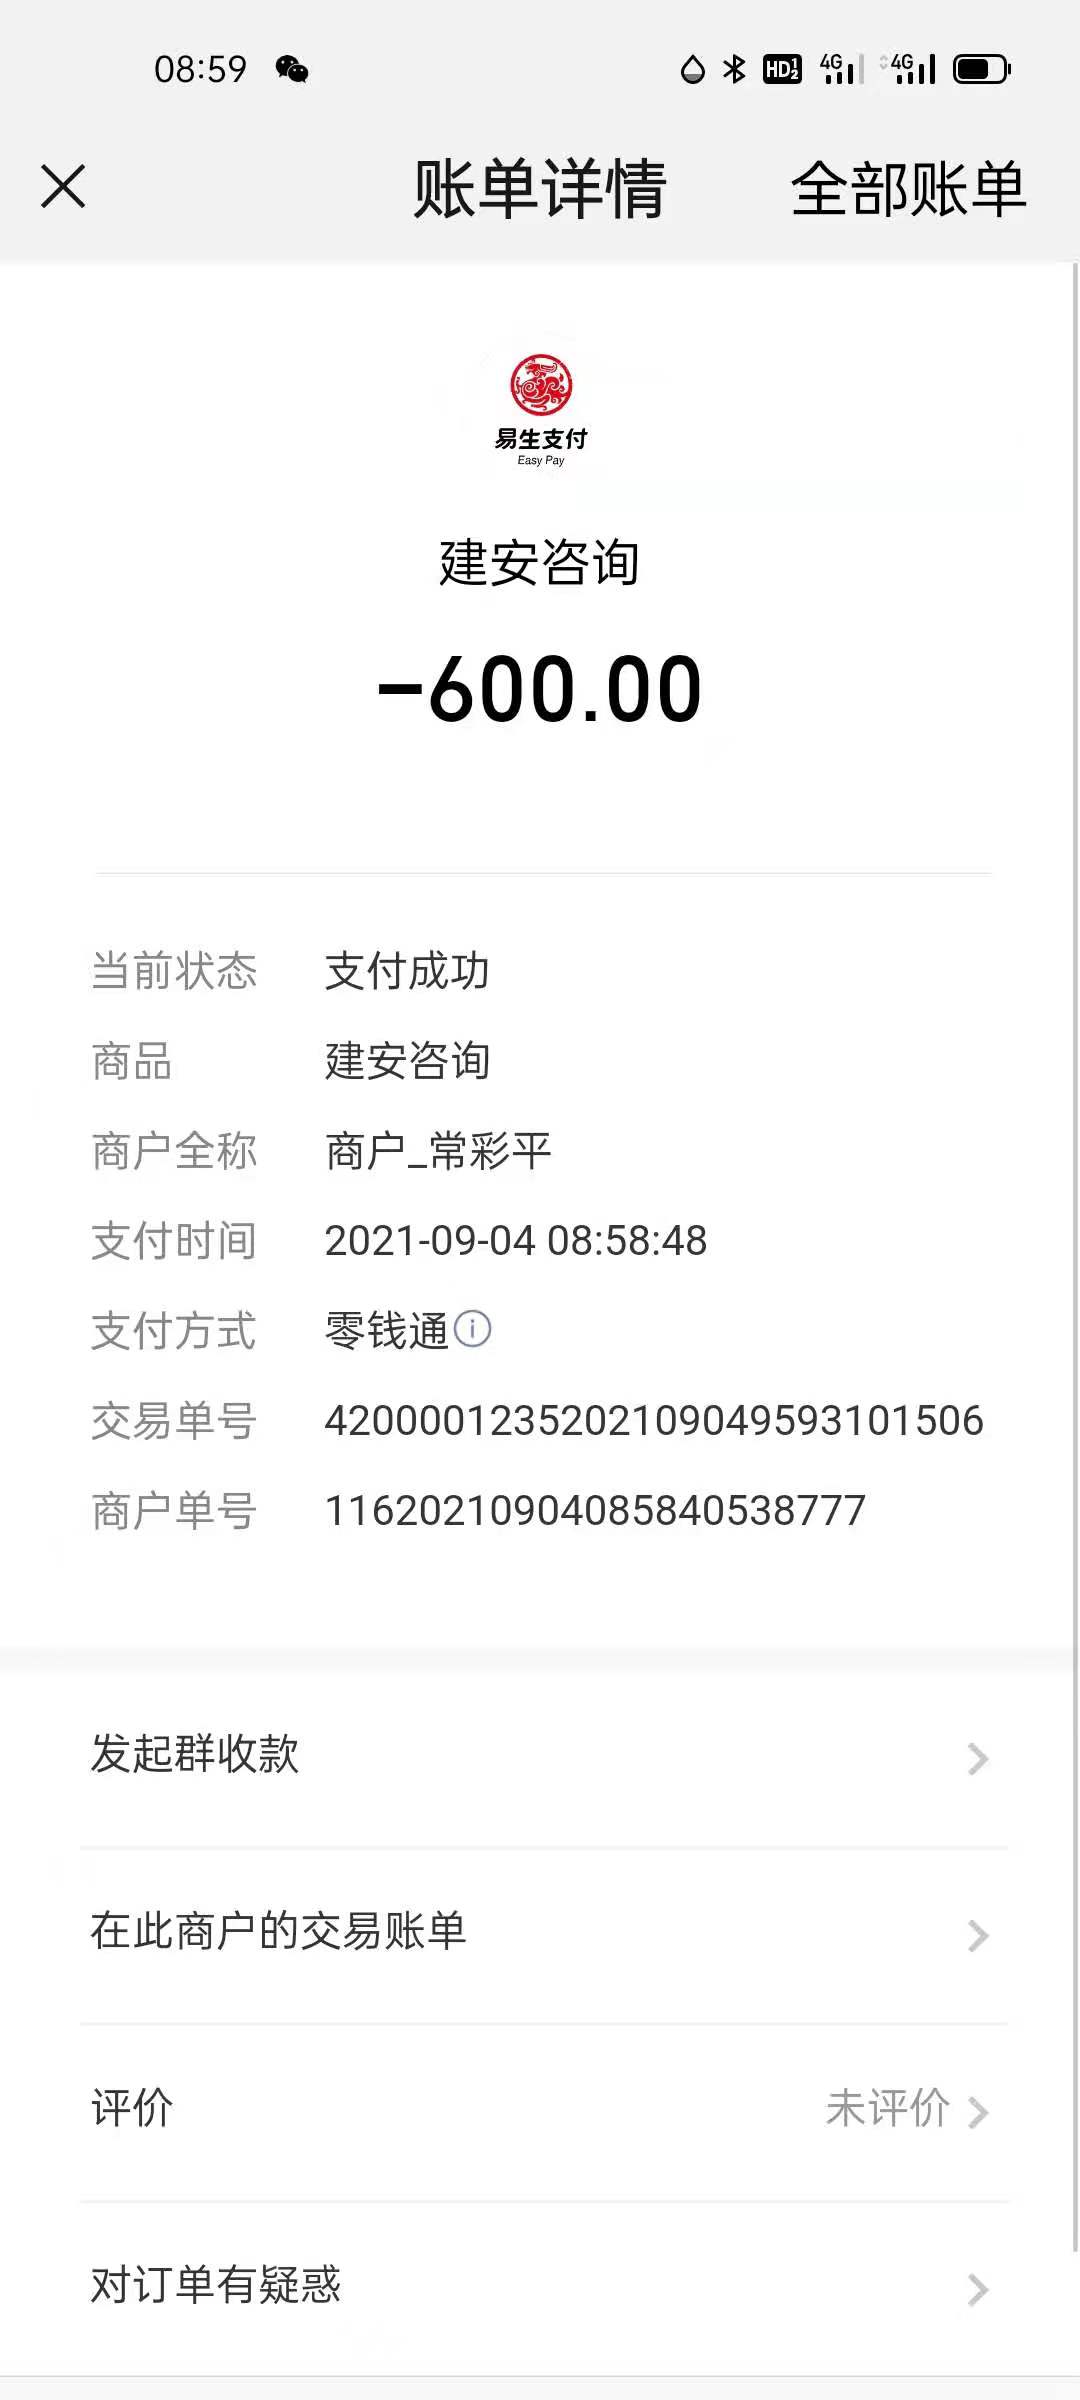 08:59 HD 1 2 4G 4G
账单详情 全部账单
易生支付
Easy Pay
建安咨询
-600.00
当前状态 支付成功
商品 建安咨询
商户全称 商户_常彩平
支付时间 2021-09-04 08:58:48
支付方式 零钱通
交易单号 4200001235202109049593101506
商户单号 11620210904085840538777
发起群收款
在此商户的交易账单
评价 未评价
对订单有疑惑